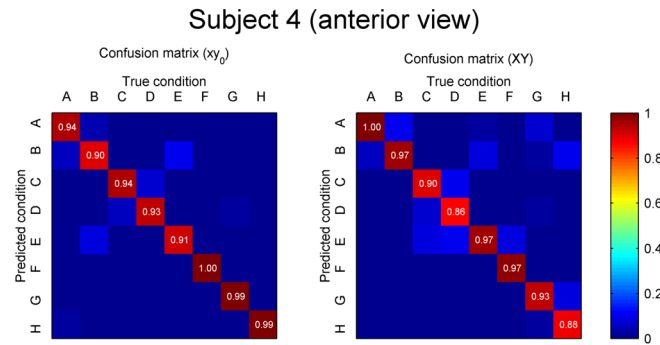 Subject 4 (anterior view)
Confusion matrix (xy₀)
True condition
A B C D E F G H
Predicted condition
A 0.94
B 0.90
C 0.94
D 0.93
E 0.91
F 1.00
G 0.99
H 0.99
Confusion matrix (XY)
True condition
A B C D E F G H
Predicted condition
A 1.00
B 0.97
C 0.90
D 0.86
E 0.97
F 0.97
G 0.93
H 0.88
1
0.8
0.6
0.4
0.2
0